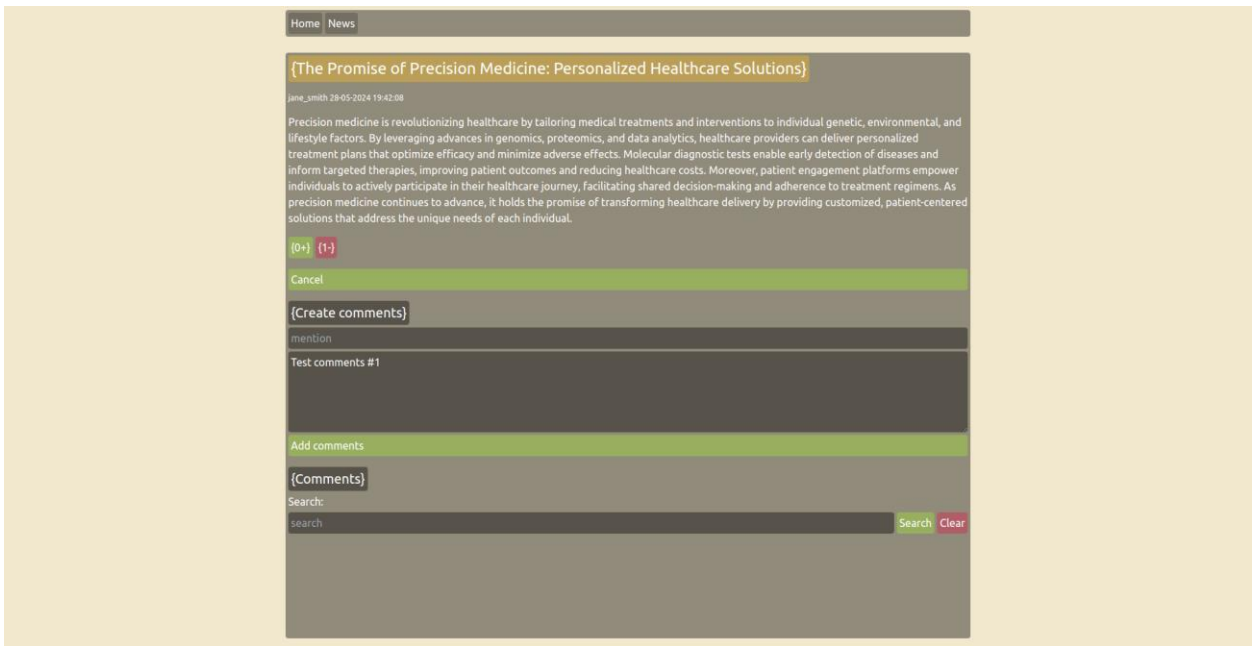 Home News
{The Promise of Precision Medicine: Personalized Healthcare Solutions}
jane_smith 28-05-2024 19:42:08
Precision medicine is revolutionizing healthcare by tailoring medical treatments and interventions to individual genetic, environmental, and
lifestyle factors. By leveraging advances in genomics, proteomics, and data analytics, healthcare providers can deliver personalized
treatment plans that optimize efficacy and minimize adverse effects. Molecular diagnostic tests enable early detection of diseases and
inform targeted therapies, improving patient outcomes and reducing healthcare costs. Moreover, patient engagement platforms empower
individuals to actively participate in their healthcare journey, facilitating shared decision-making and adherence to treatment regimens. As
precision medicine continues to advance, it holds the promise of transforming healthcare delivery by providing customized, patient-centered
solutions that address the unique needs of each individual.
{0+} {1-}
Cancel
{Create comments}
mention
Test comments #1
Add comments
{Comments}
Search:
search Search Clear